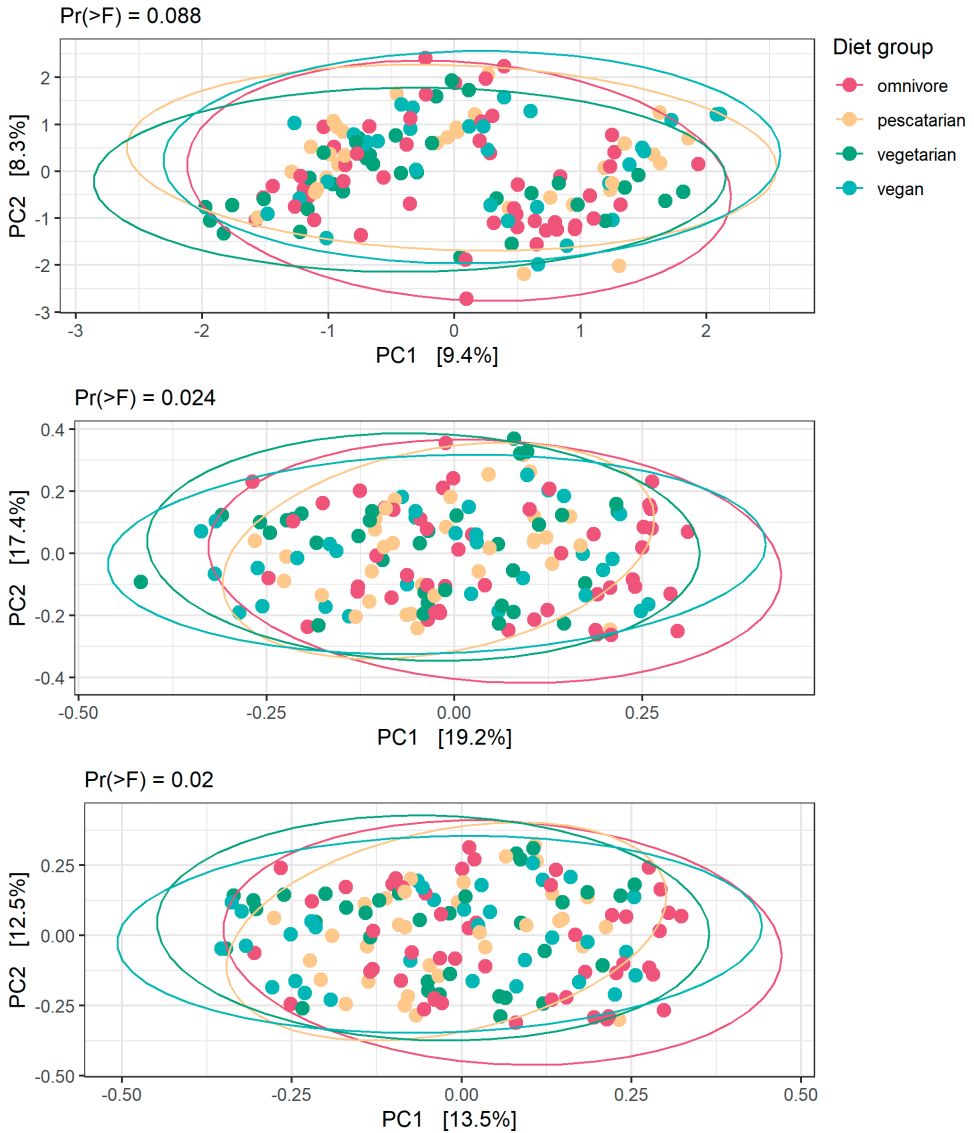 Pr(>F) = 0.088
Diet group
omnivore
pescatarian
vegetarian
vegan
PC2 [8.3%]
2
1
0
-1
-2
-3
-3 -2 -1 0 1 2
PC1 [9.4%]
Pr(>F) = 0.024
PC2 [17.4%]
0.4
0.2
0.0
-0.2
-0.4
-0.50 -0.25 0.00 0.25
PC1 [19.2%]
Pr(>F) = 0.02
PC2 [12.5%]
0.25
0.00
-0.25
-0.50
-0.50 -0.25 0.00 0.25 0.50
PC1 [13.5%]